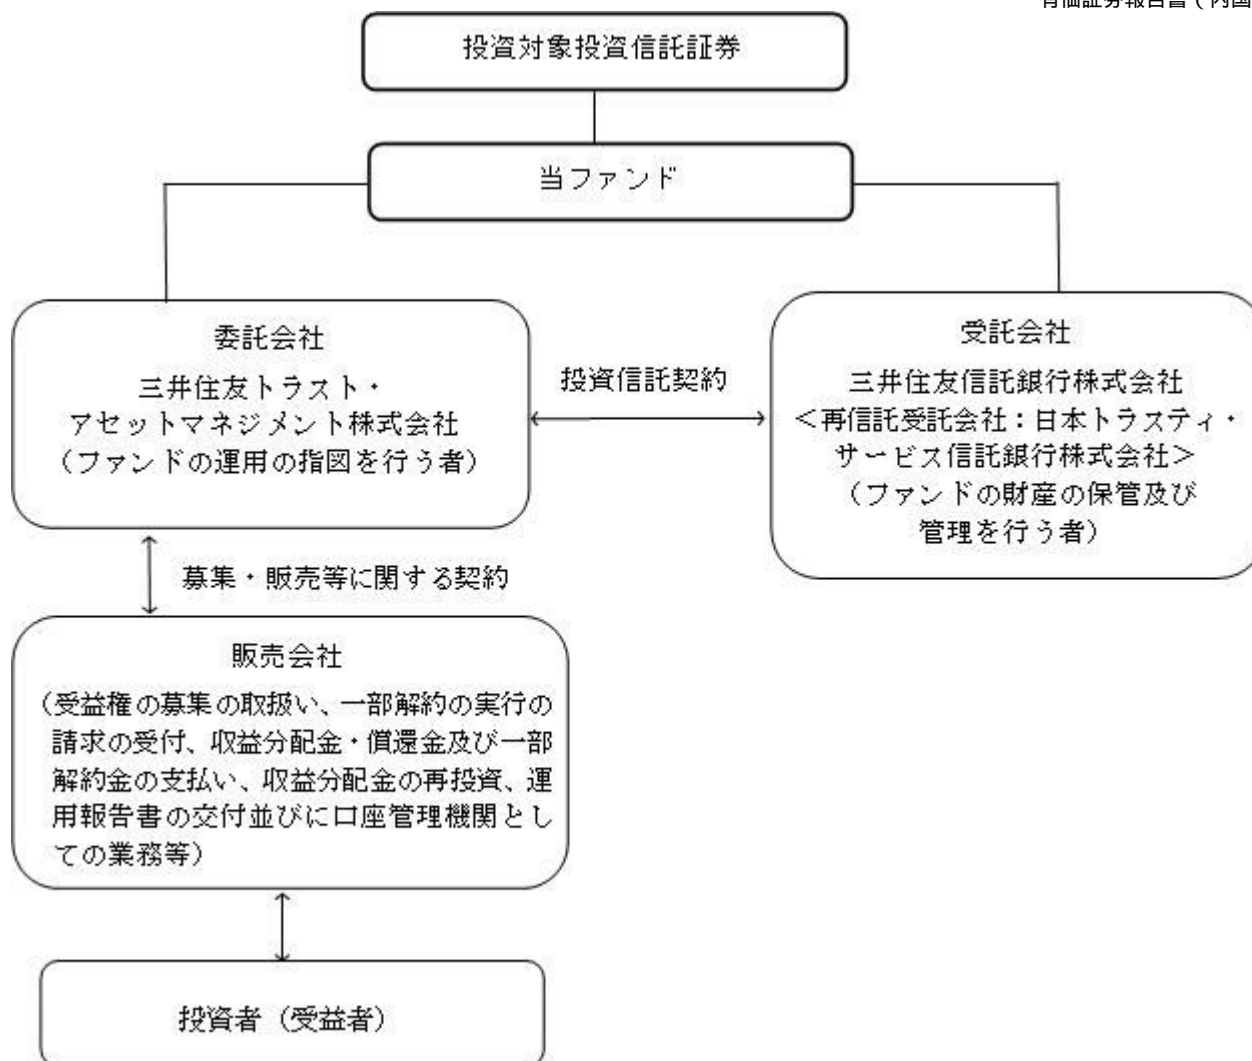 有価証券報告書(内国
投資対象投資信託証券
当ファンド
委託会社
三井住友トラスト・
アセットマネジメント株式会社
(ファンドの運用の指図を行う者)
投資信託契約
受託会社
三井住友信託銀行株式会社
<再信託受託会社:日本トラスティ・
サービス信託銀行株式会社>
(ファンドの財産の保管及び
管理を行う者)
募集・販売等に関する契約
販売会社
(受益権の募集の取扱い、一部解約の実行の
請求の受付、収益分配金・償還金及び一部
解約金の支払い、収益分配金の再投資、運
用報告書の交付並びに口座管理機関とし
ての業務等)
投資者(受益者)